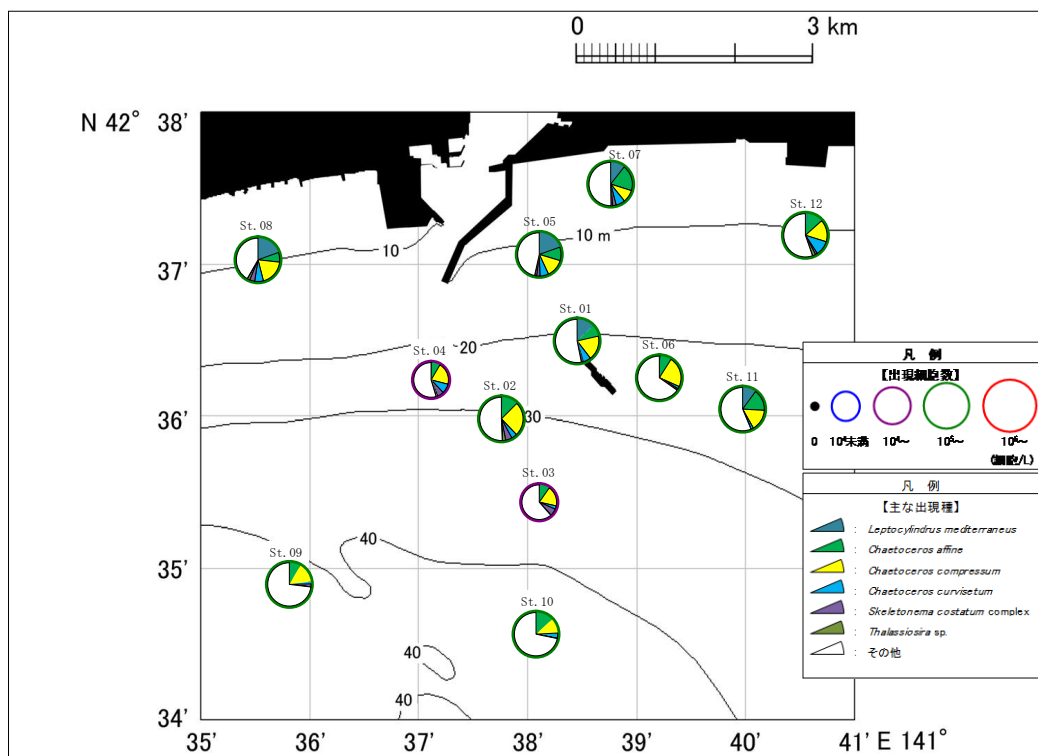 0 3 km
N 42° 38'
St.07
St.12
St.08
St.05
10
10 m
37'
St.01
St.04
20
St.06
St.02
St.11
36'
30
St.03
40
35'
St.09
St.10
40
40
34'
35' 36' 37' 38' 39' 40' 41' E 141°
凡 例
【出現細胞数】
0 10⁴未満 10⁴~ 10⁵~ 10⁶~
(細胞/L)
凡 例
【主な出現種】
: Leptocylindrus mediterraneus
: Chaetoceros affine
: Chaetoceros compressum
: Chaetoceros curvisetum
: Skeletonema costatum complex
: Thalassiosira sp.
: その他